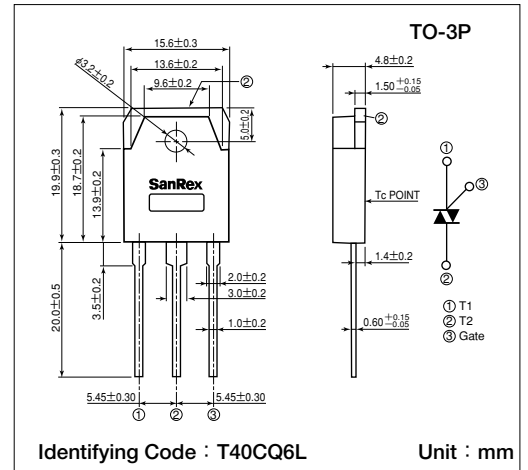 TO-3P
15.6±0.3
13.6±0.2
9.6±0.2
φ3.2±0.2
②
5.0±0.2
19.9±0.3
18.7±0.2
13.9±0.2
SanRex
20.0±0.5
3.5±0.2
2.0±0.2
3.0±0.2
1.0±0.2
5.45±0.30
5.45±0.30
① ② ③
4.8±0.2
1.50 +0.15 -0.05
②
Tc POINT
1.4±0.2
0.60 +0.15 -0.05
①
③
②
① T1
② T2
③ Gate
Identifying Code：T40CQ6L
Unit：mm